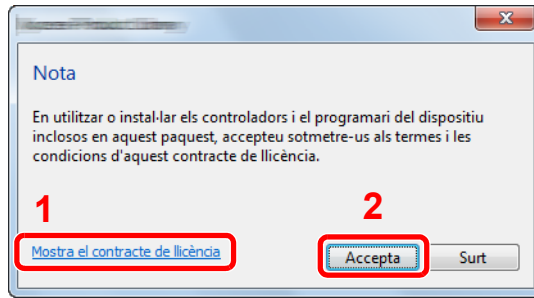 Nota
En utilitzar o instal·lar els controladors i el programari del dispositiu
inclosos en aquest paquest, accepteu sotmetre-us als termes i les
condicions d'aquest contracte de llicència.
1
2
Mostra el contracte de llicència
Accepta
Surt